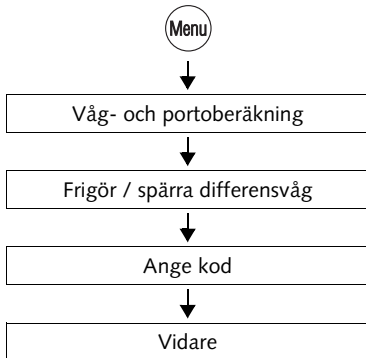 Menu
Våg- och portoberäkning
Frigör / spärra differensvåg
Ange kod
Vidare